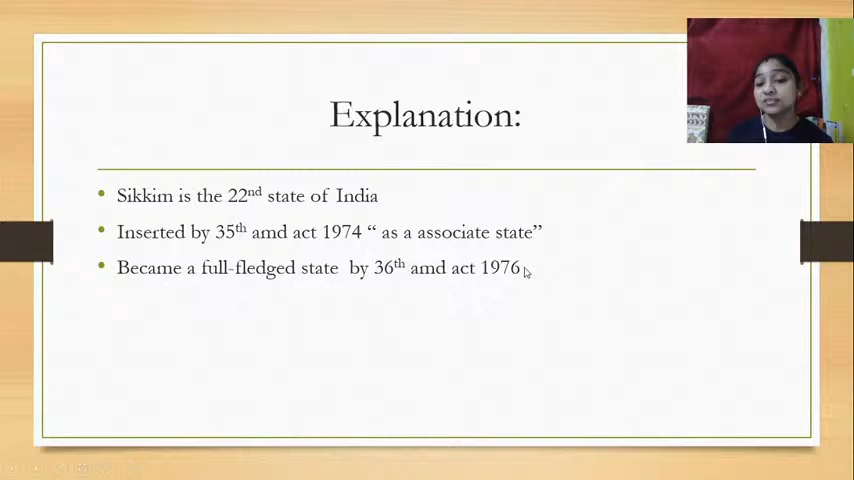 Explanation:
• Sikkim is the 22nd state of India
• Inserted by 35th amd act 1974 “ as a associate state”
• Became a full-fledged state by 36th amd act 1976